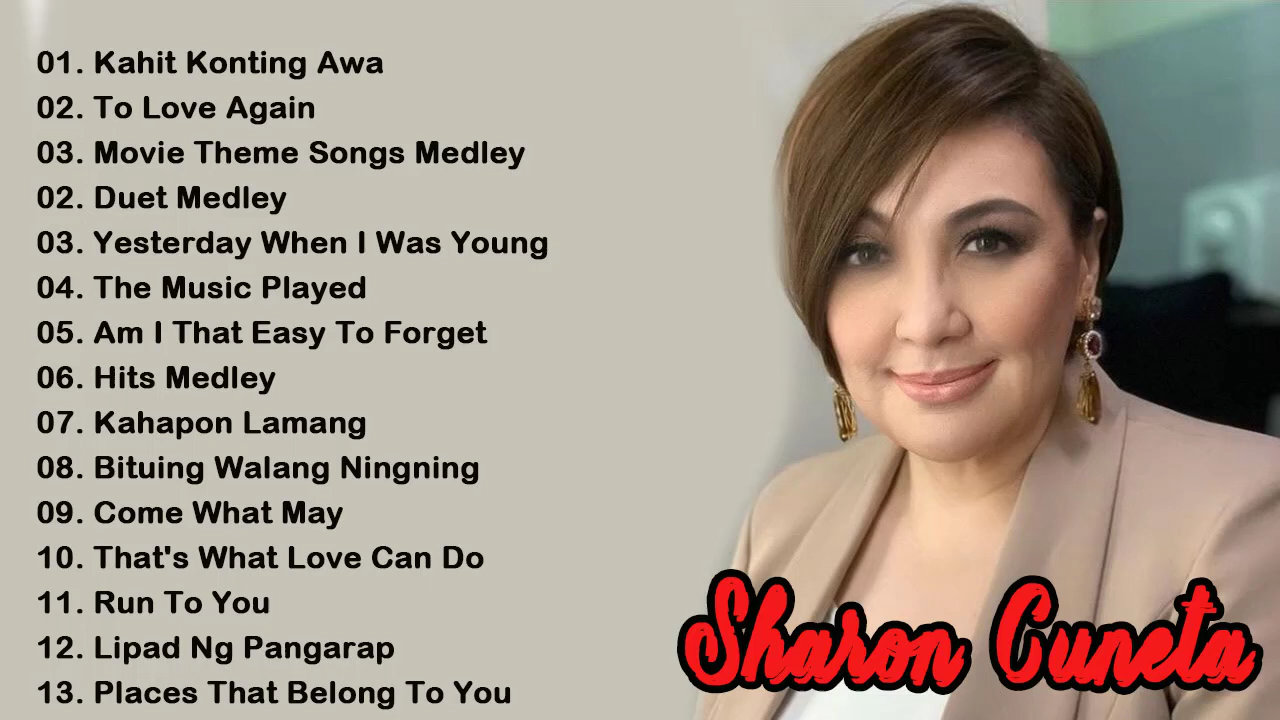 01. Kahit Konting Awa
02. To Love Again
03. Movie Theme Songs Medley
02. Duet Medley
03. Yesterday When I Was Young
04. The Music Played
05. Am I That Easy To Forget
06. Hits Medley
07. Kahapon Lamang
08. Bituing Walang Ningning
09. Come What May
10. That's What Love Can Do
11. Run To You
12. Lipad Ng Pangarap
13. Places That Belong To You
Sharon Cuneta